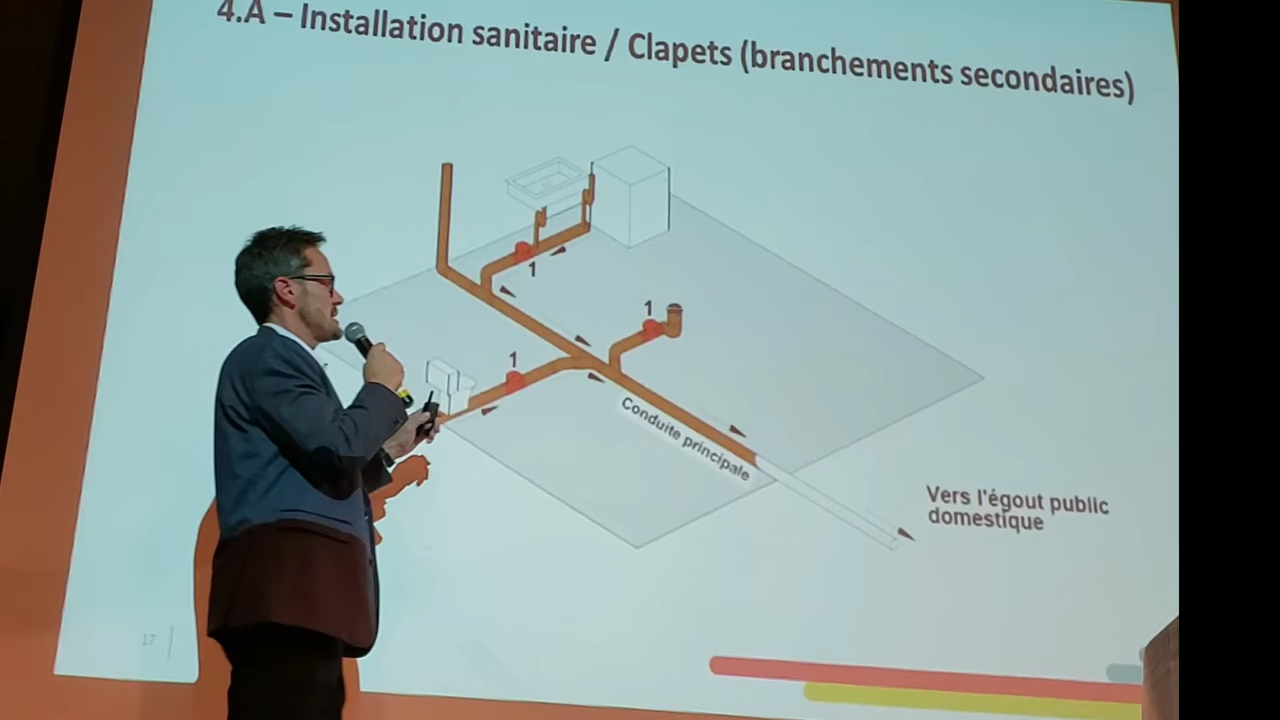 4.A – Installation sanitaire / Clapets (branchements secondaires)
1
1
1
Conduite principale
Vers l'égout public
domestique
17